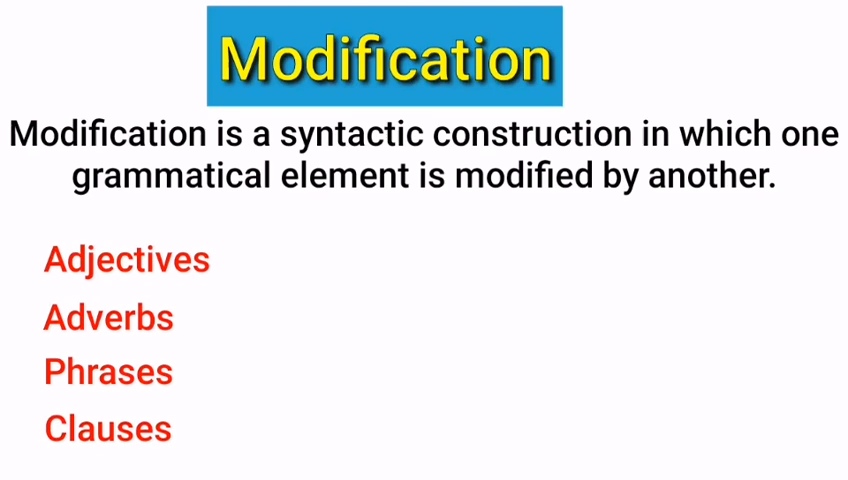 Modification
Modification is a syntactic construction in which one
grammatical element is modified by another.
Adjectives
Adverbs
Phrases
Clauses